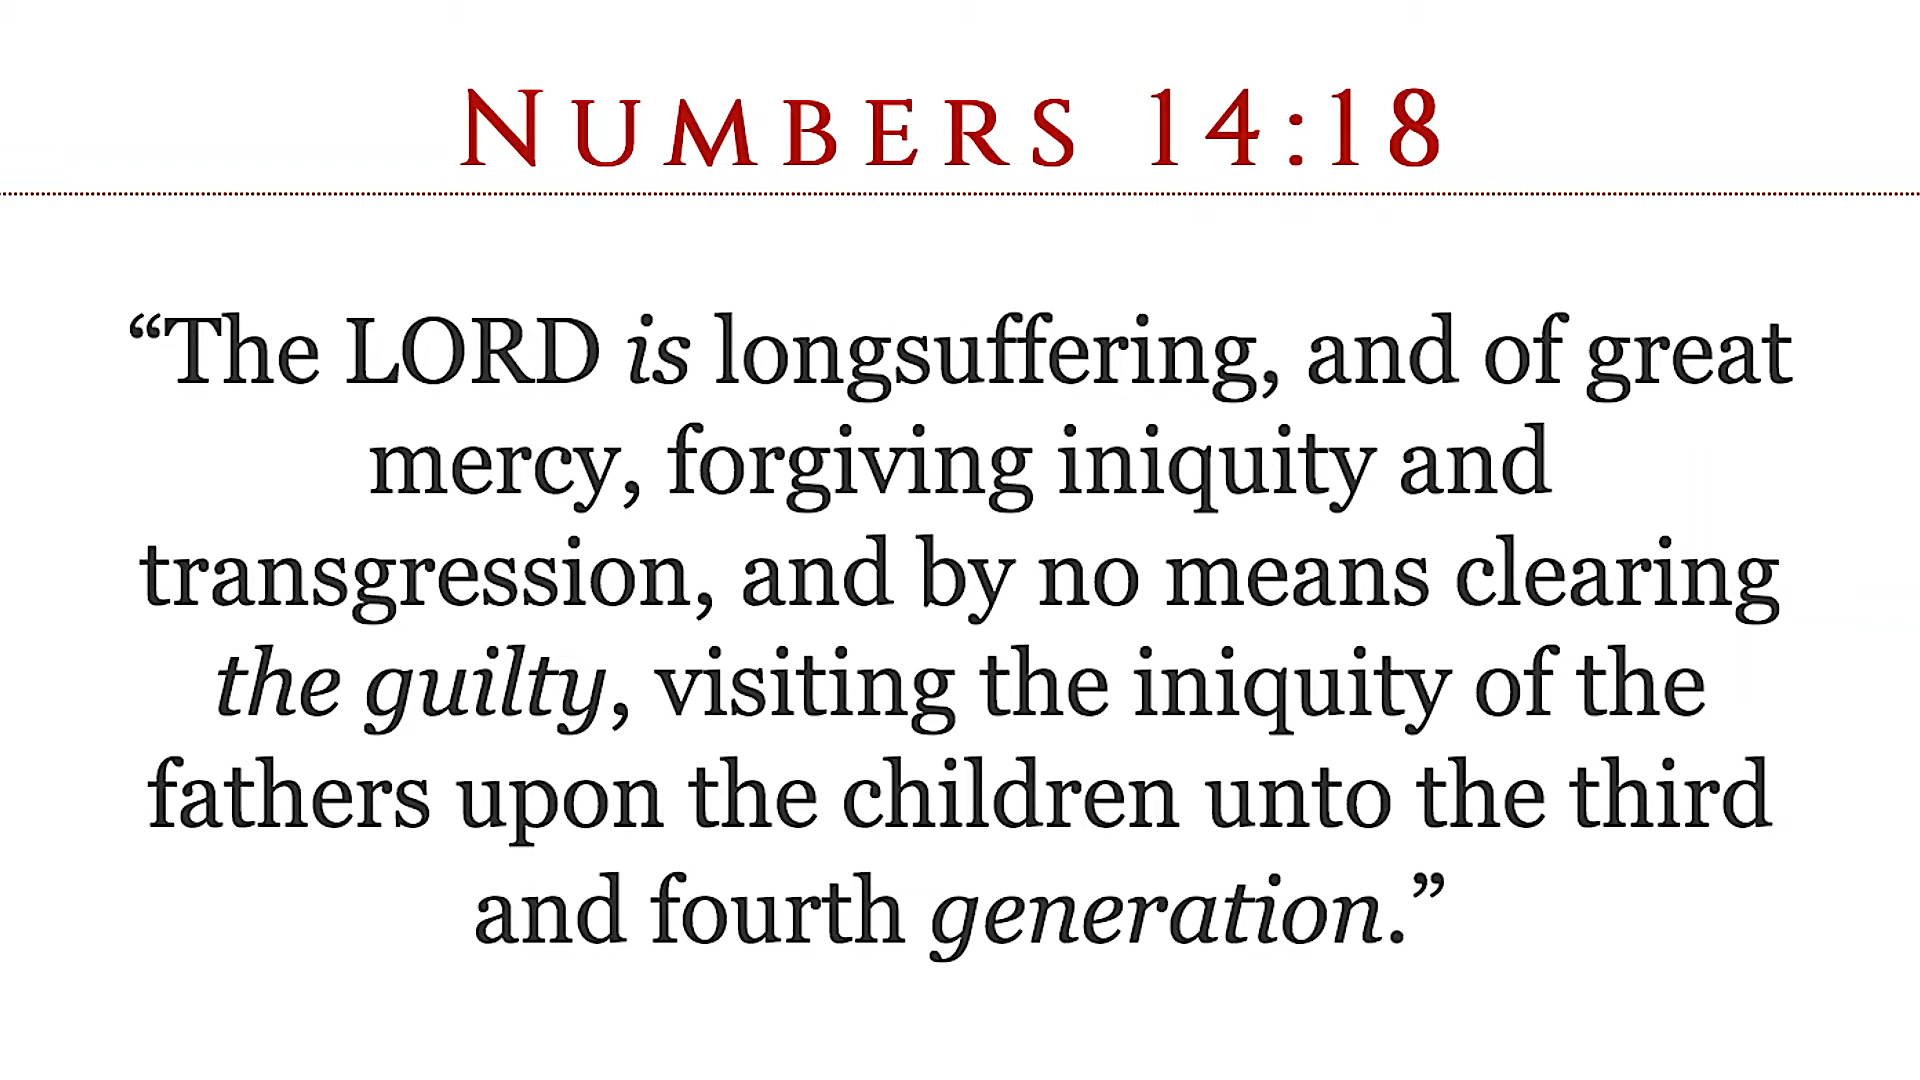 NUMBERS 14:18
“The LORD is longsuffering, and of great
mercy, forgiving iniquity and
transgression, and by no means clearing
the guilty, visiting the iniquity of the
fathers upon the children unto the third
and fourth generation.”